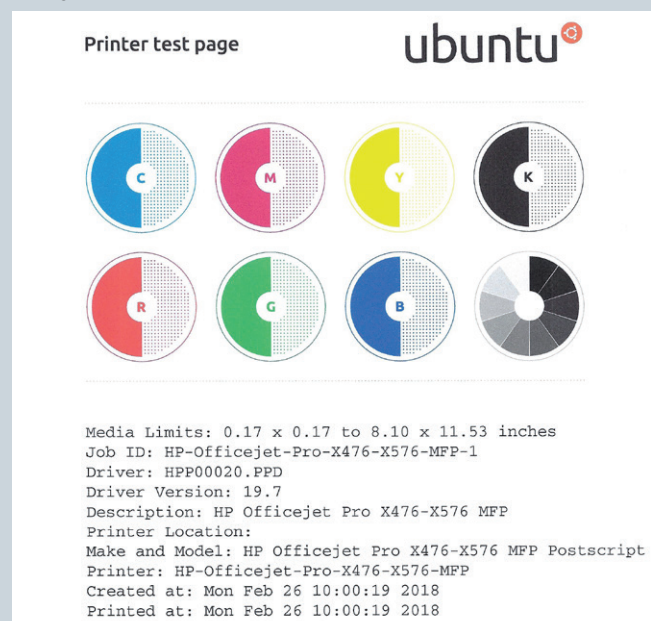 Printer test page
ubuntu
C
M
Y
K
R
G
B
Media Limits: 0.17 x 0.17 to 8.10 x 11.53 inches
Job ID: HP-Officejet-Pro-X476-X576-MFP-1
Driver: HPP00020.PPD
Driver Version: 19.7
Description: HP Officejet Pro X476-X576 MFP
Printer Location:
Make and Model: HP Officejet Pro X476-X576 MFP Postscript
Printer: HP-Officejet-Pro-X476-X576-MFP
Created at: Mon Feb 26 10:00:19 2018
Printed at: Mon Feb 26 10:00:19 2018